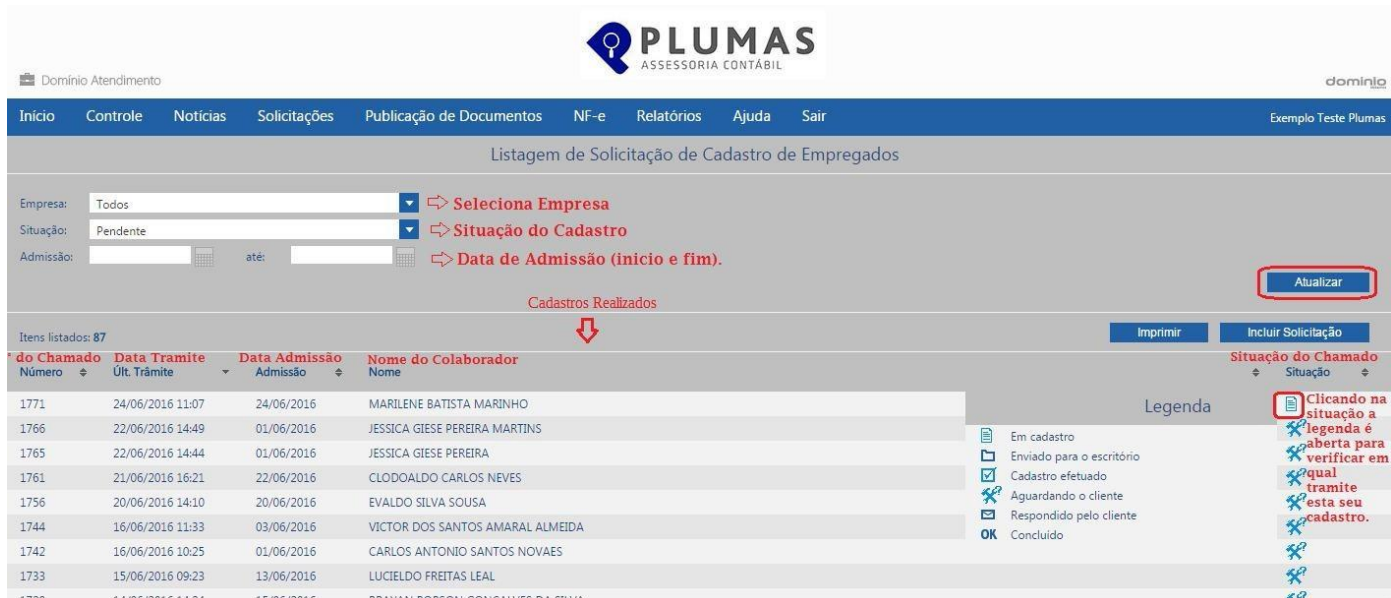 PLUMAS
ASSESSORIA CONTÁBIL
Domínio Atendimento
domínio
Início Controle Notícias Solicitações Publicação de Documentos NF-e Relatórios Ajuda Sair Exemplo Teste Plumas
Listagem de Solicitação de Cadastro de Empregados
Empresa: Todos Seleciona Empresa
Situação: Pendente Situação do Cadastro
Admissão: até: Data de Admissão (inicio e fim).
Atualizar
Cadastros Realizados
Itens listados: 87 Imprimir Incluir Solicitação
do Chamado Data Tramite Data Admissão Nome do Colaborador Situação do Chamado
Número Últ. Trâmite Admissão Nome Situação
1771 24/06/2016 11:07 24/06/2016 MARILENE BATISTA MARINHO
1766 22/06/2016 14:49 01/06/2016 JESSICA GIESE PEREIRA MARTINS
1765 22/06/2016 14:44 01/06/2016 JESSICA GIESE PEREIRA
1761 21/06/2016 16:21 22/06/2016 CLODOALDO CARLOS NEVES
1756 20/06/2016 14:10 20/06/2016 EVALDO SILVA SOUSA
1744 16/06/2016 11:33 03/06/2016 VICTOR DOS SANTOS AMARAL ALMEIDA
1742 16/06/2016 10:25 01/06/2016 CARLOS ANTONIO SANTOS NOVAES
1733 15/06/2016 09:23 13/06/2016 LUCIELDO FREITAS LEAL
Legenda
Em cadastro
Enviado para o escritório
Cadastro efetuado
Aguardando o cliente
Respondido pelo cliente
OK Concluído
Clicando na
situação a
legenda é
aberta para
verificar em
qual
tramite
esta seu
cadastro.